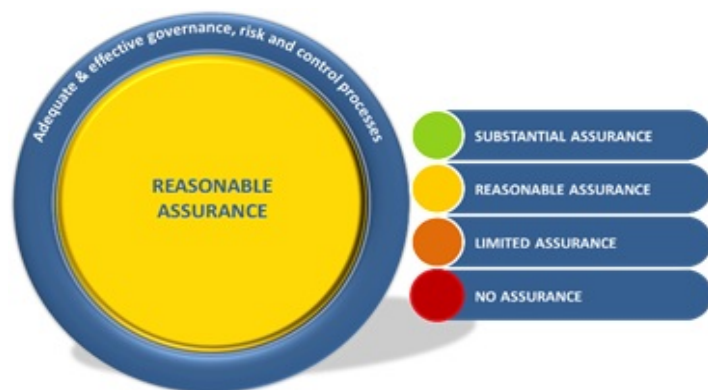 Adequate & effective governance, risk and control processes
REASONABLE
ASSURANCE
SUBSTANTIAL ASSURANCE
REASONABLE ASSURANCE
LIMITED ASSURANCE
NO ASSURANCE